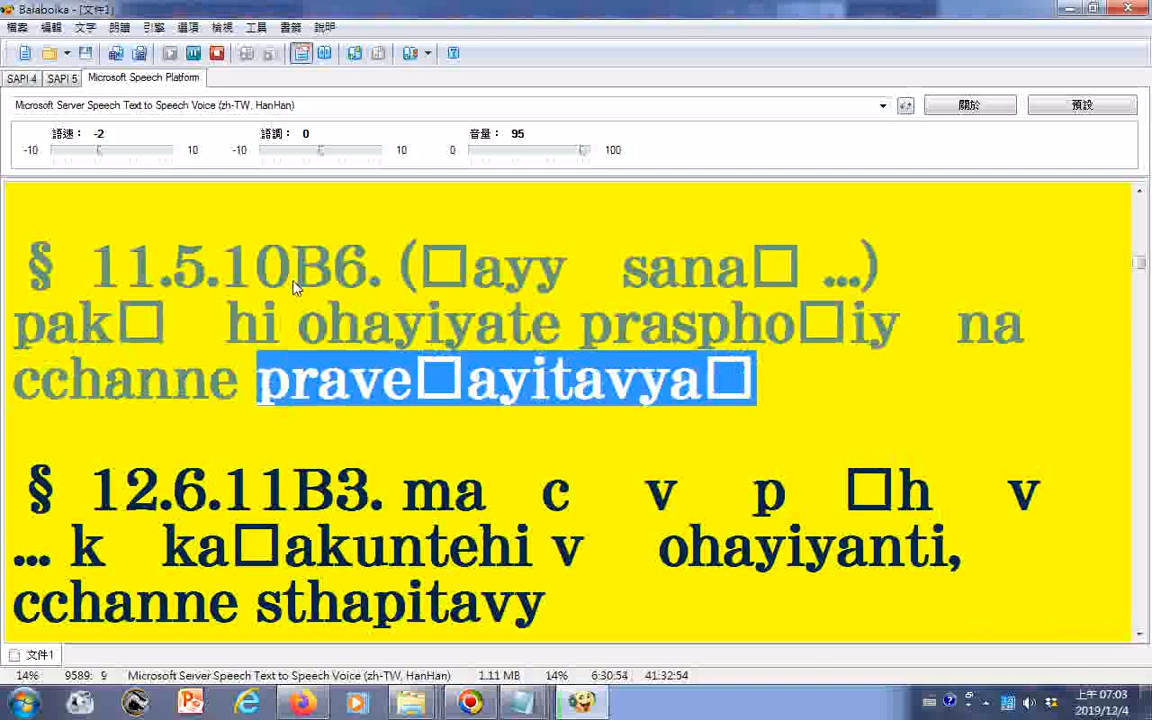 Balabolka - [文件1]
檔案 編輯 文字 朗讀 引擎 選項 檢視 工具 書籤 說明
SAPI 4 SAPI 5 Microsoft Speech Platform
Microsoft Server Speech Text to Speech Voice (zh-TW, HanHan) 關於 預設
語速： -2 語調： 0 音量： 95
-10 10 -10 10 0 100
§ 11.5.10B6. (□ayy sana□ ...)
pak□ hi ohayiyate praspho□iy na
cchanne prave□ayitavya□
§ 12.6.11B3. ma c v p □h v
... k ka□akuntehi v ohayiyanti,
cchanne sthapitavy
文件1
14% 9589: 9 Microsoft Server Speech Text to Speech Voice (zh-TW, HanHan) 1.11 MB 14% 6:30:54 41:32:54
上午 07:03
2019/12/4